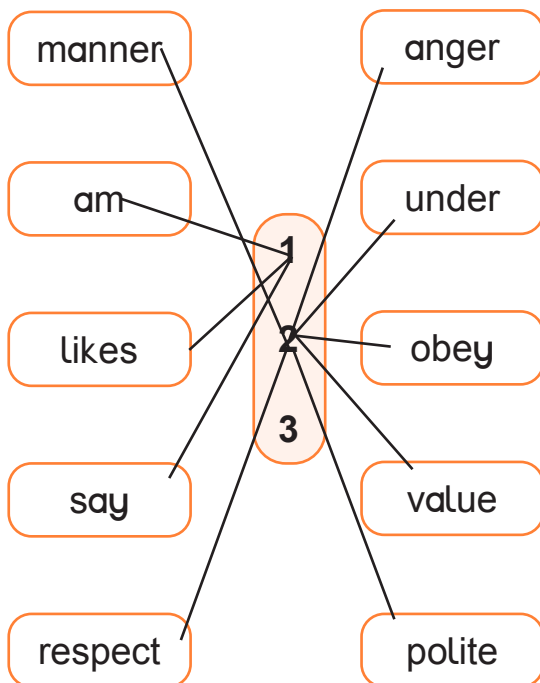 manner
anger
am
under
1
likes
2
obey
3
say
value
respect
polite